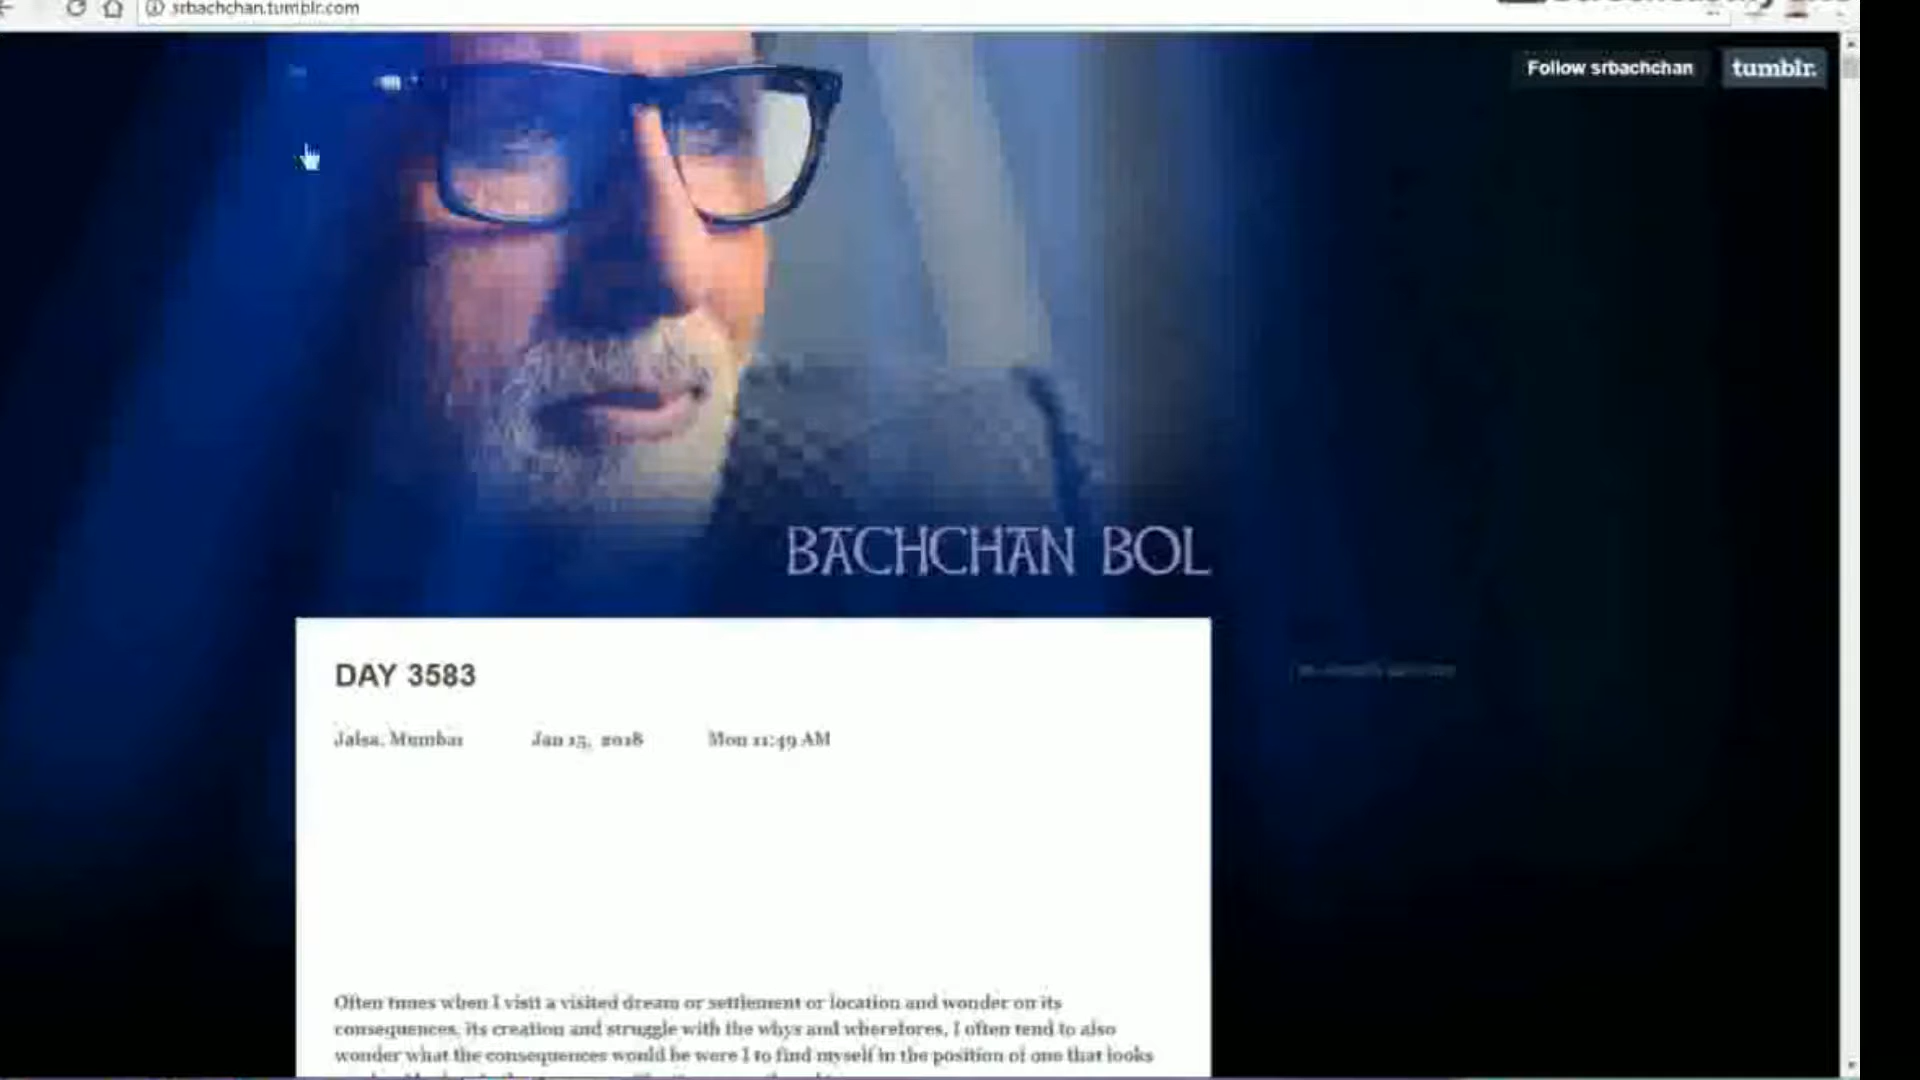 srbachchan.tumblr.com
Follow srbachchan
tumblr.
BACHCHAN BOL
DAY 3583
Jalsa, Mumbai Jan 15, 2018 Mon 11:49 AM
Often times when I visit a visited dream or settlement or location and wonder on its
consequences, its creation and struggle with the whys and wherefores, I often tend to also
wonder what the consequences would be were I to find myself in the position of one that looks